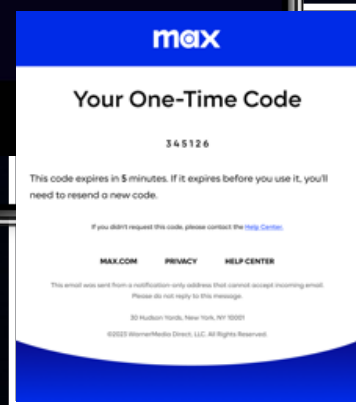 max
Your One-Time Code
345126
This code expires in 5 minutes. If it expires before you use it, you'll
need to resend a new code.
If you didn't request this code, please contact the Help Center.
MAX.COM PRIVACY HELP CENTER
This email was sent from a notification-only address that cannot accept incoming email.
Please do not reply to this message.
30 Hudson Yards, New York, NY 10001
©2023 WarnerMedia Direct, LLC. All Rights Reserved.